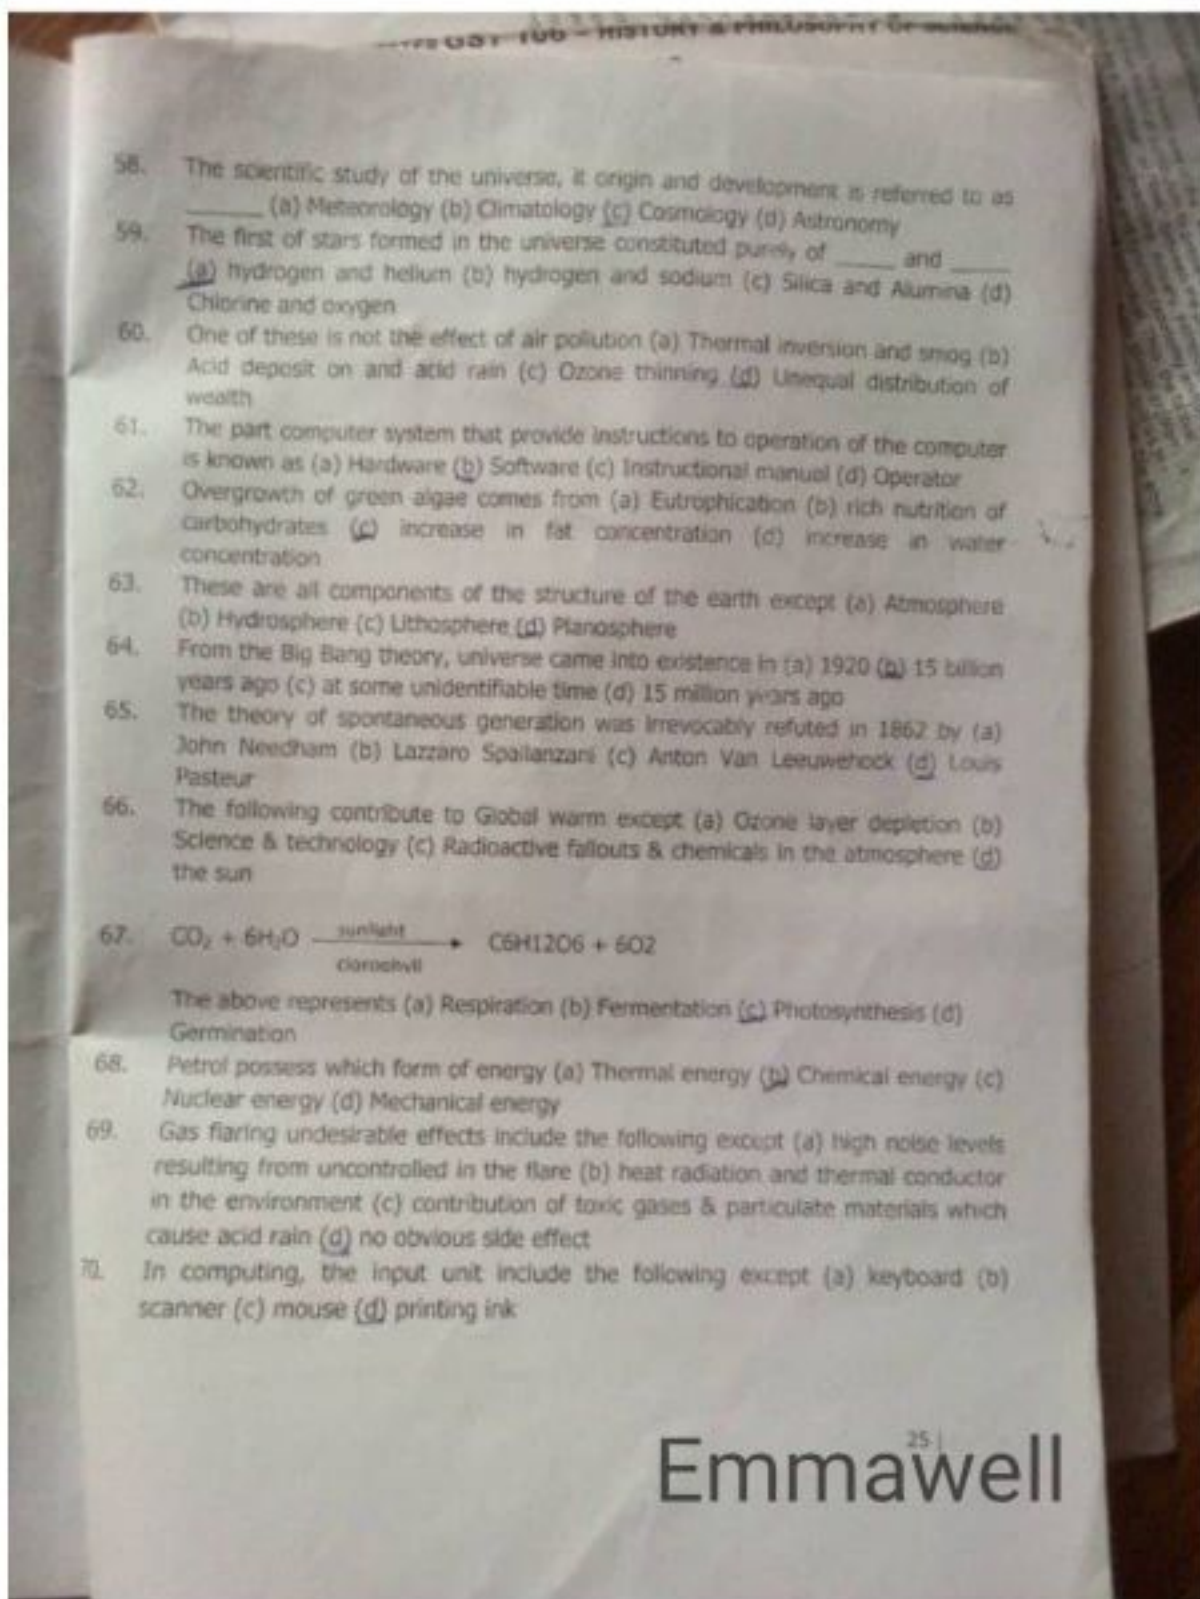 GST 106 - HISTORY & PHILOSOPHY OF
58. The scientific study of the universe, it origin and development is referred to as
______ (a) Meteorology (b) Climatology (c) Cosmology (d) Astronomy
59. The first of stars formed in the universe constituted purely of _____ and _____
(a) hydrogen and helium (b) hydrogen and sodium (c) Silica and Alumina (d)
Chlorine and oxygen
60. One of these is not the effect of air pollution (a) Thermal inversion and smog (b)
Acid deposit on and acid rain (c) Ozone thinning (d) Unequal distribution of
wealth
61. The part computer system that provide instructions to operation of the computer
is known as (a) Hardware (b) Software (c) Instructional manual (d) Operator
62. Overgrowth of green algae comes from (a) Eutrophication (b) rich nutrition of
carbohydrates (c) increase in fat concentration (d) increase in water
concentration
63. These are all components of the structure of the earth except (a) Atmosphere
(b) Hydrosphere (c) Lithosphere (d) Planosphere
64. From the Big Bang theory, universe came into existence in (a) 1920 (b) 15 billion
years ago (c) at some unidentifiable time (d) 15 million years ago
65. The theory of spontaneous generation was irrevocably refuted in 1862 by (a)
John Needham (b) Lazzaro Spallanzani (c) Anton Van Leeuwehock (d) Louis
Pasteur
66. The following contribute to Global warm except (a) Ozone layer depletion (b)
Science & technology (c) Radioactive fallouts & chemicals in the atmosphere (d)
the sun
sunlight
67. CO₂ + 6H₂O → C6H12O6 + 6O2
clorophyll
The above represents (a) Respiration (b) Fermentation (c) Photosynthesis (d)
Germination
68. Petrol possess which form of energy (a) Thermal energy (b) Chemical energy (c)
Nuclear energy (d) Mechanical energy
69. Gas flaring undesirable effects include the following except (a) high noise levels
resulting from uncontrolled in the flare (b) heat radiation and thermal conductor
in the environment (c) contribution of toxic gases & particulate materials which
cause acid rain (d) no obvious side effect
70. In computing, the input unit include the following except (a) keyboard (b)
scanner (c) mouse (d) printing ink
25 |
Emmawell